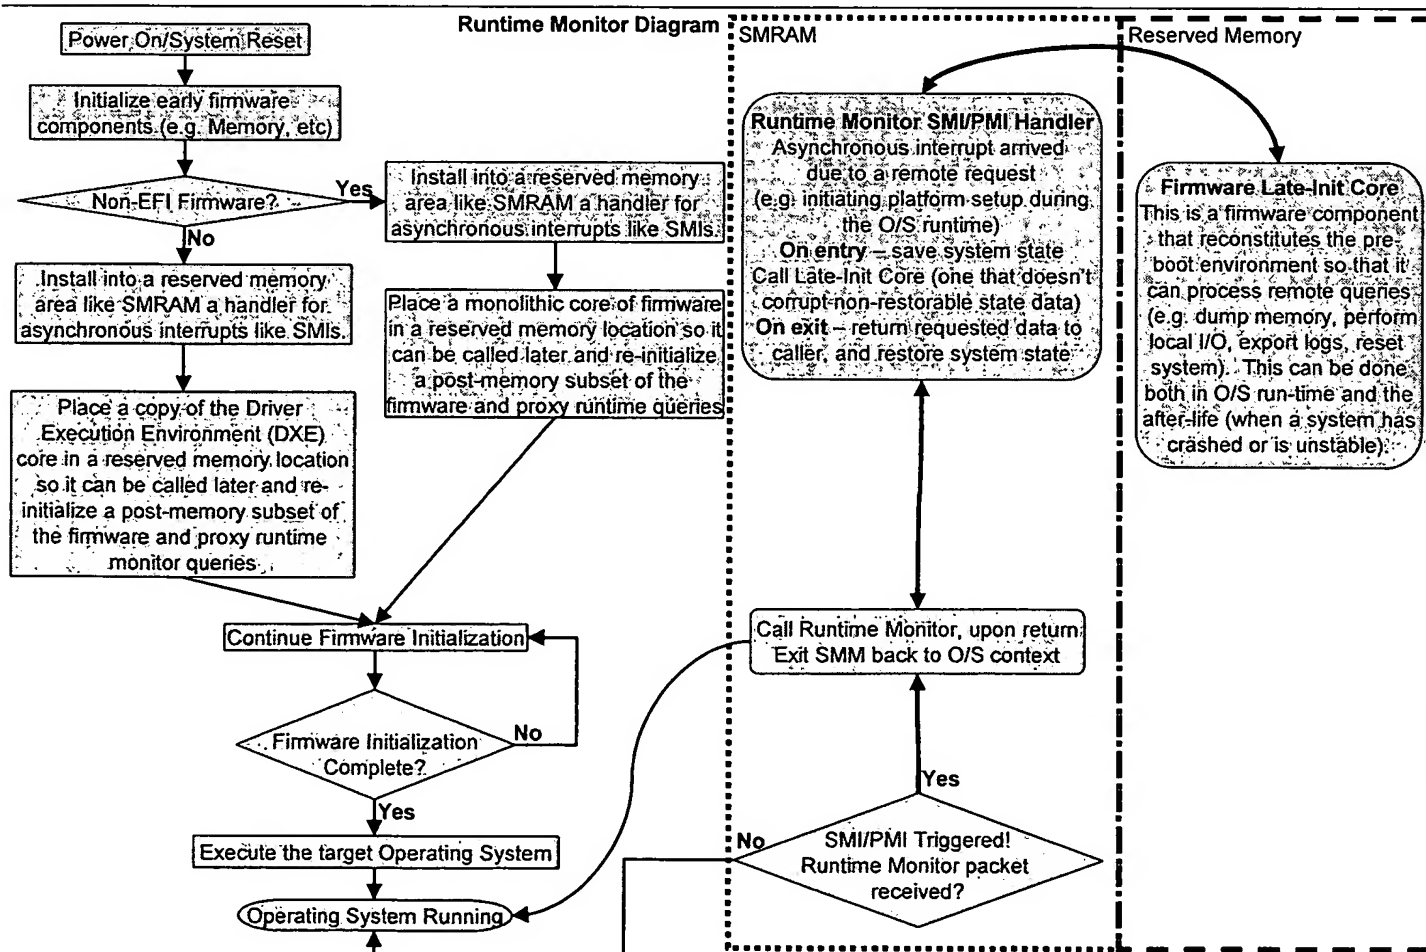 Runtime Monitor Diagram
Power On/System Reset
Initialize early firmware
components (e.g. Memory, etc)
Non-EFI Firmware?
Yes
No
Install into a reserved memory
area like SMRAM a handler for
asynchronous interrupts like SMIs.
Install into a reserved memory
area like SMRAM a handler for
asynchronous interrupts like SMIs.
Place a monolithic core of firmware
in a reserved memory location so it
can be called later and re-initialize
a post-memory subset of the
firmware and proxy runtime queries
Place a copy of the Driver
Execution Environment (DXE)
core in a reserved memory location
so it can be called later and re-
initialize a post-memory subset of
the firmware and proxy runtime
monitor queries
Continue Firmware Initialization
Firmware Initialization
Complete?
No
Yes
Execute the target Operating System
Operating System Running
SMRAM
Runtime Monitor SMI/PMI Handler
Asynchronous interrupt arrived
due to a remote request
(e.g. initiating platform setup during
the O/S runtime)
On entry – save system state
Call Late-Init Core (one that doesn't
corrupt non-restorable state data)
On exit – return requested data to
caller, and restore system state
Call Runtime Monitor, upon return
Exit SMM back to O/S context
Yes
No
SMI/PMI Triggered!
Runtime Monitor packet
received?
Reserved Memory
Firmware Late-Init Core
This is a firmware component
that reconstitutes the pre-
boot environment so that it
can process remote queries
(e.g. dump memory, perform
local I/O, export logs, reset
system). This can be done
both in O/S run-time and the
after-life (when a system has
crashed or is unstable).